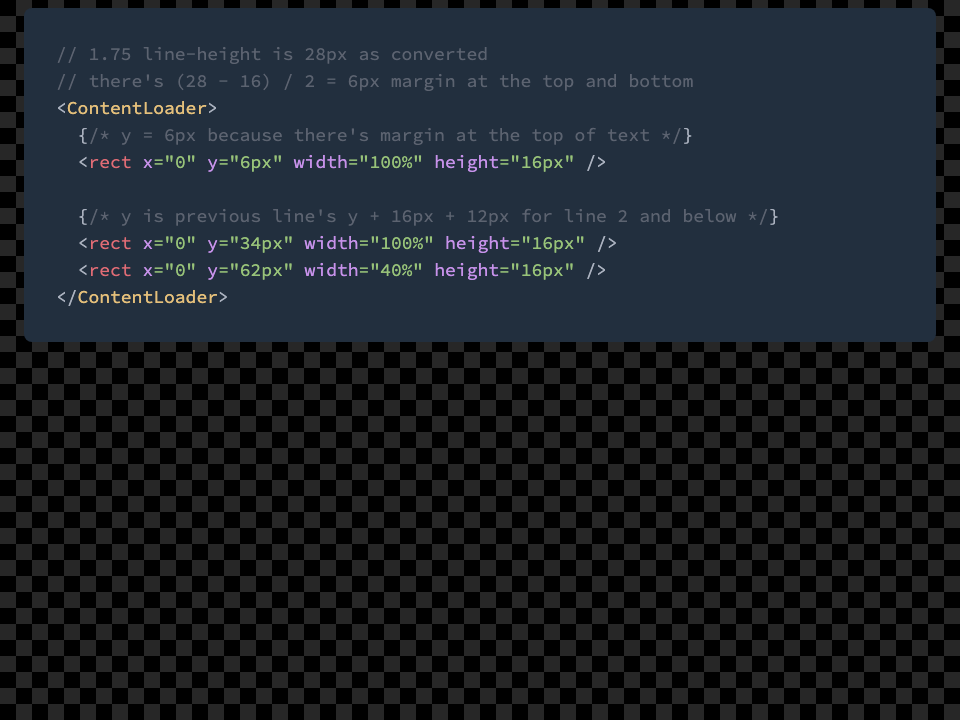 // 1.75 line-height is 28px as converted
// there's (28 - 16) / 2 = 6px margin at the top and bottom
<ContentLoader>
  {/* y = 6px because there's margin at the top of text */}
  <rect x="0" y="6px" width="100%" height="16px" />

  {/* y is previous line's y + 16px + 12px for line 2 and below */}
  <rect x="0" y="34px" width="100%" height="16px" />
  <rect x="0" y="62px" width="40%" height="16px" />
</ContentLoader>